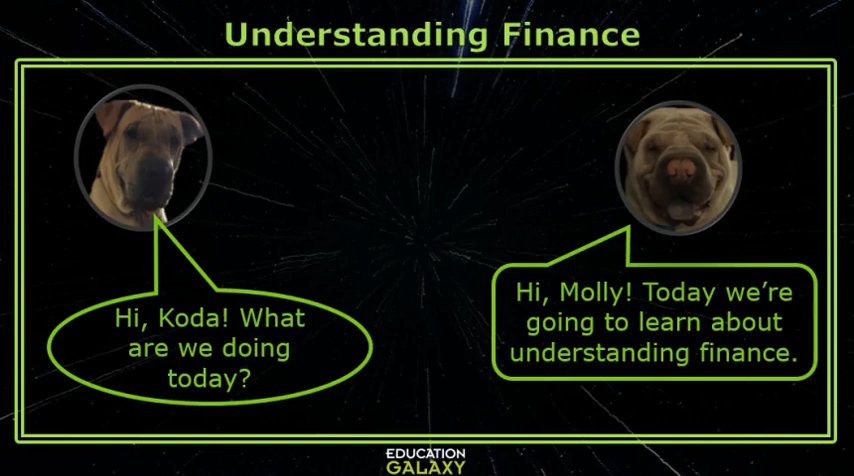 Understanding Finance
Hi, Koda! What
are we doing
today?
Hi, Molly! Today we’re
going to learn about
understanding finance.
EDUCATION
GALAXY